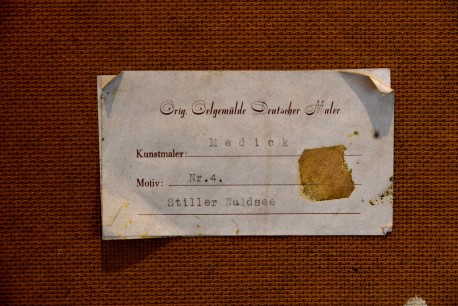 Orig. Oelgemälde Deutscher Maler
Kunstmaler: Medick
Motiv: Nr.4.
Stiller Waldsee